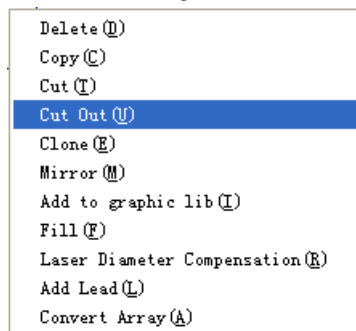 Delete(D)
Copy(C)
Cut(T)
Cut Out(U)
Clone(E)
Mirror(M)
Add to graphic lib(I)
Fill(F)
Laser Diameter Compensation(R)
Add Lead(L)
Convert Array(A)